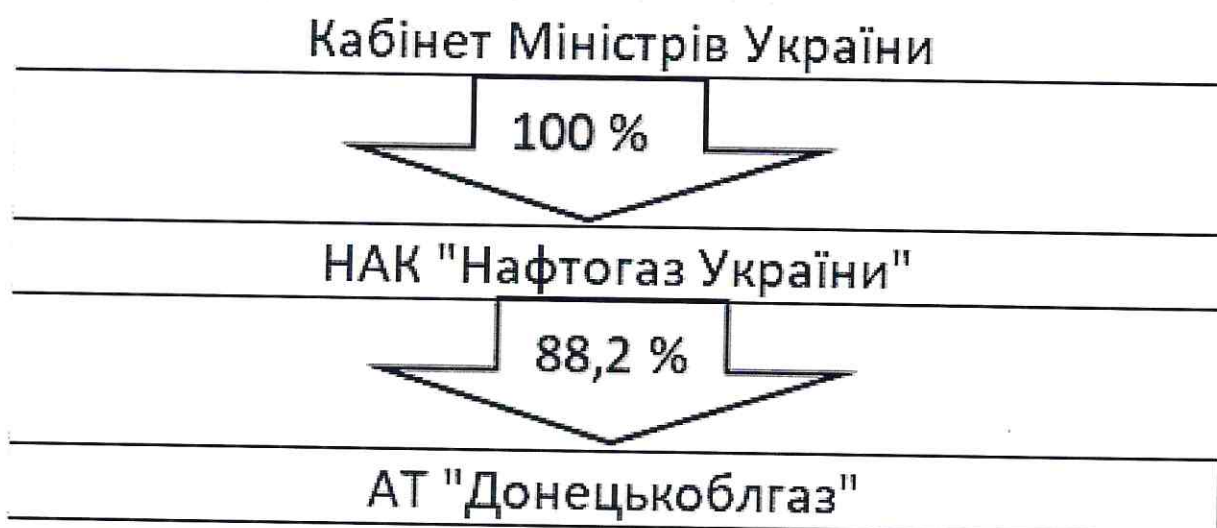 Кабінет Міністрів України
100 %
НАК "Нафтогаз України"
88,2 %
АТ "Донецькоблгаз"